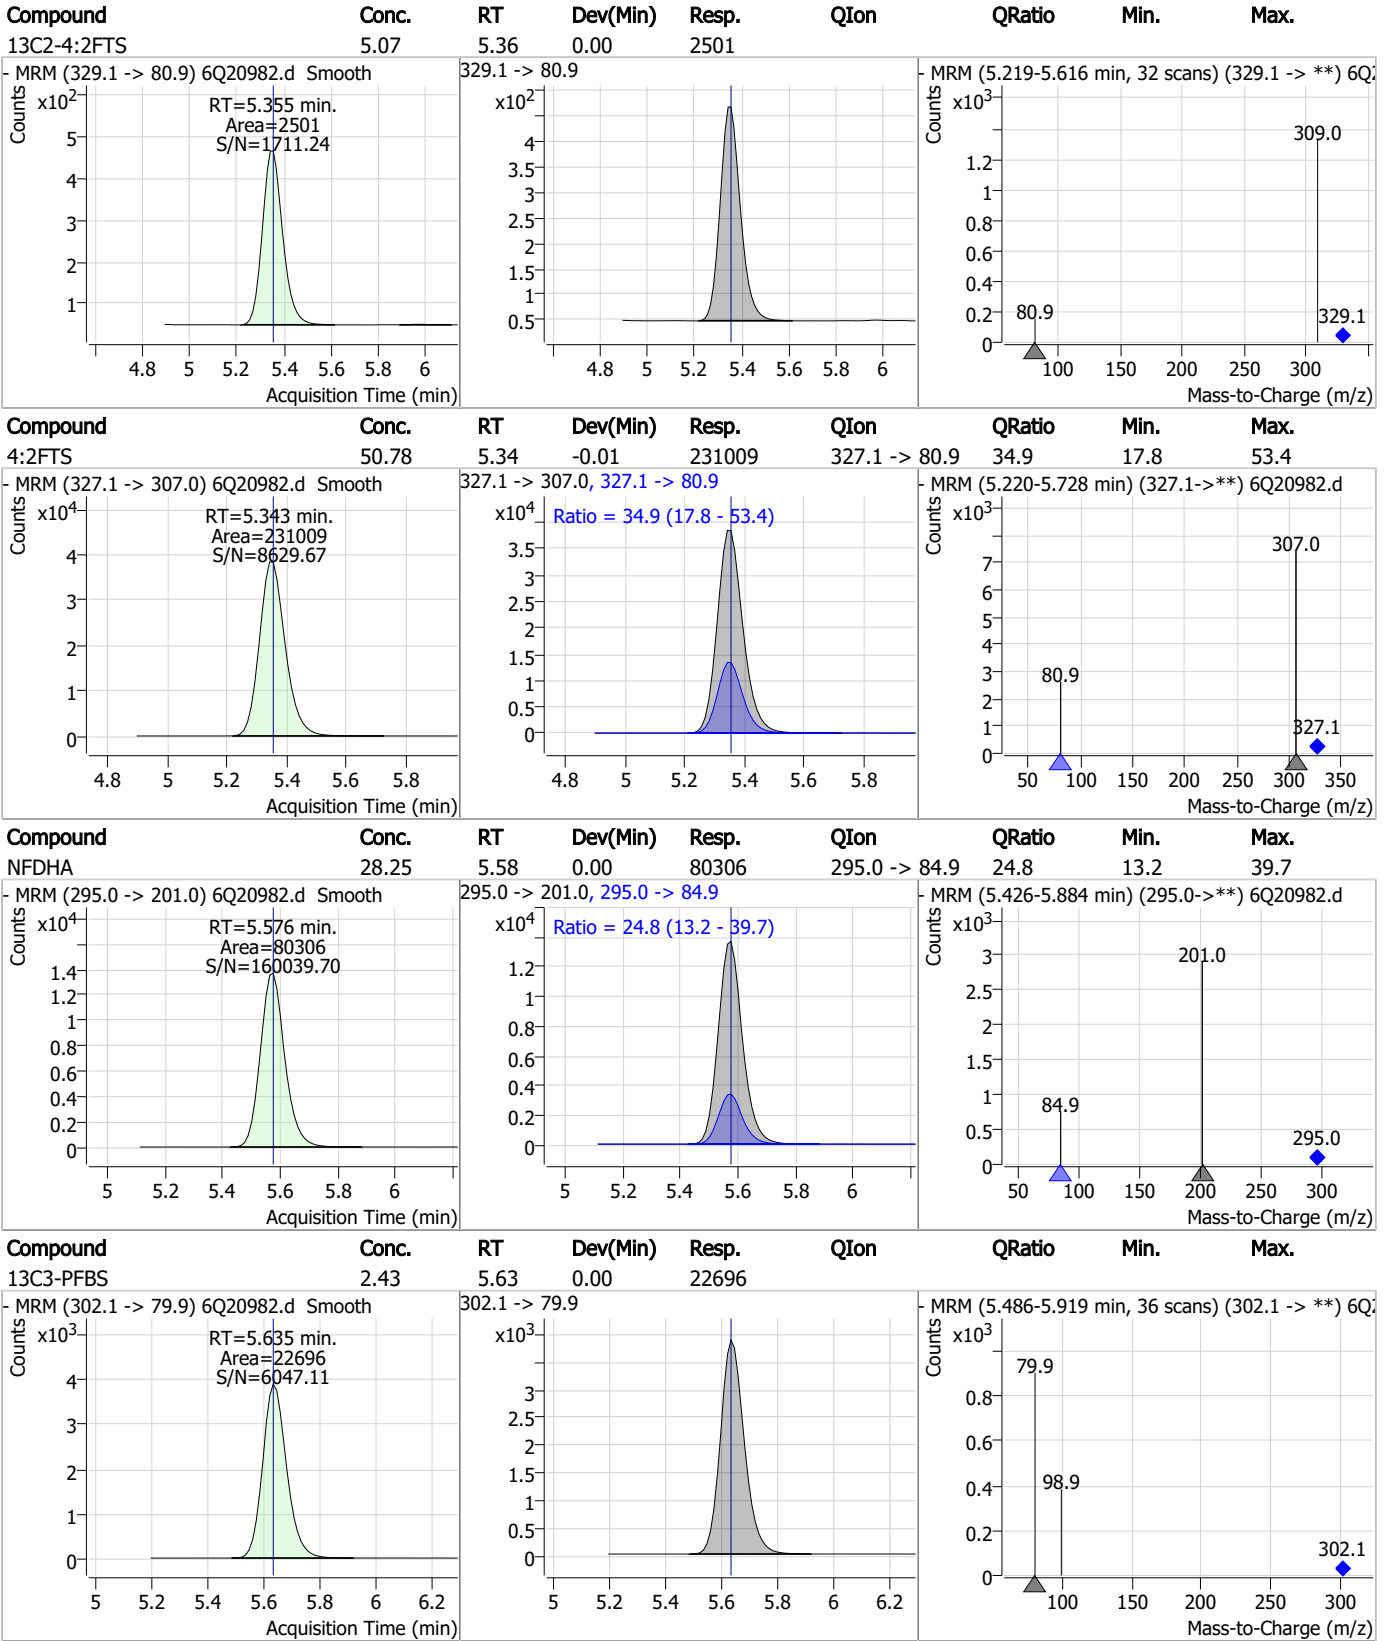 Compound Conc. RT Dev(Min) Resp. QIon QRatio Min. Max.
13C2-4:2FTS 5.07 5.36 0.00 2501
- MRM (329.1 -> 80.9) 6Q20982.d Smooth 329.1 -> 80.9 - MRM (5.219-5.616 min, 32 scans) (329.1 -> **) 6Q2
Counts x10² RT=5.355 min. x10² Counts x10³
Area=2501
S/N=1711.24
5 4 3 2 1
4 3.5 3 2.5 2 1.5 1 0.5
1.2 1 0.8 0.6 0.4 0.2 0
309.0 80.9 329.1
4.8 5 5.2 5.4 5.6 5.8 6 4.8 5 5.2 5.4 5.6 5.8 6 100 150 200 250 300
Acquisition Time (min) Mass-to-Charge (m/z)
Compound Conc. RT Dev(Min) Resp. QIon QRatio Min. Max.
4:2FTS 50.78 5.34 -0.01 231009 327.1 -> 80.9 34.9 17.8 53.4
- MRM (327.1 -> 307.0) 6Q20982.d Smooth 327.1 -> 307.0, 327.1 -> 80.9 - MRM (5.220-5.728 min) (327.1->**) 6Q20982.d
Counts x10⁴ RT=5.343 min. x10⁴ Ratio = 34.9 (17.8 - 53.4) Counts x10³
Area=231009
S/N=8629.67
4 3 2 1 0
3.5 3 2.5 2 1.5 1 0.5 0
7 6 5 4 3 2 1 0
307.0 80.9 327.1
4.8 5 5.2 5.4 5.6 5.8 4.8 5 5.2 5.4 5.6 5.8 50 100 150 200 250 300 350
Acquisition Time (min) Mass-to-Charge (m/z)
Compound Conc. RT Dev(Min) Resp. QIon QRatio Min. Max.
NFDHA 28.25 5.58 0.00 80306 295.0 -> 84.9 24.8 13.2 39.7
- MRM (295.0 -> 201.0) 6Q20982.d Smooth 295.0 -> 201.0, 295.0 -> 84.9 - MRM (5.426-5.884 min) (295.0->**) 6Q20982.d
Counts x10⁴ RT=5.576 min. x10⁴ Ratio = 24.8 (13.2 - 39.7) Counts x10³
Area=80306
S/N=160039.70
1.4 1.2 1 0.8 0.6 0.4 0.2 0
1.2 1 0.8 0.6 0.4 0.2 0
3 2.5 2 1.5 1 0.5 0
201.0 84.9 295.0
5 5.2 5.4 5.6 5.8 6 5 5.2 5.4 5.6 5.8 6 50 100 150 200 250 300
Acquisition Time (min) Mass-to-Charge (m/z)
Compound Conc. RT Dev(Min) Resp. QIon QRatio Min. Max.
13C3-PFBS 2.43 5.63 0.00 22696
- MRM (302.1 -> 79.9) 6Q20982.d Smooth 302.1 -> 79.9 - MRM (5.486-5.919 min, 36 scans) (302.1 -> **) 6Q2
Counts x10³ RT=5.635 min. x10³ Counts x10³
Area=22696
S/N=6047.11
4 3 2 1 0
3 2.5 2 1.5 1 0.5 0
0.8 0.6 0.4 0.2 0
79.9 98.9 302.1
5 5.2 5.4 5.6 5.8 6 6.2 5 5.2 5.4 5.6 5.8 6 6.2 100 150 200 250 300
Acquisition Time (min) Mass-to-Charge (m/z)